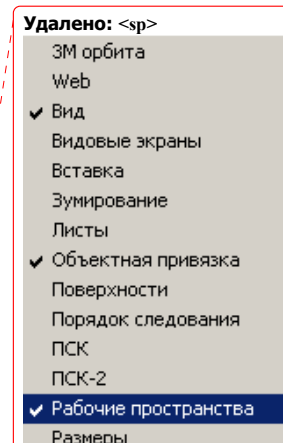 Удалено: <sp>
3М орбита
Web
Вид
Видовые экраны
Вставка
Зумирование
Листы
Объектная привязка
Поверхности
Порядок следования
ПСК
ПСК-2
Рабочие пространства
Размеры